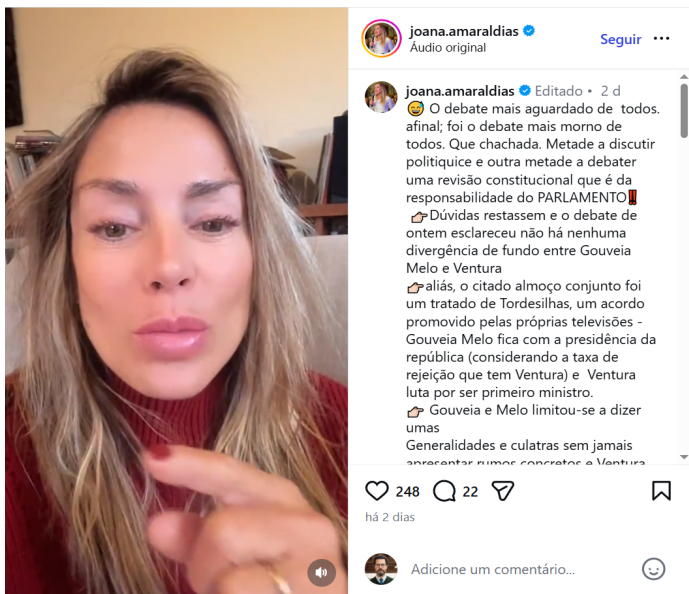 joana.amaraldias
Áudio original
Seguir
joana.amaraldias Editado • 2 d
😅 O debate mais aguardado de todos.
afinal; foi o debate mais morno de
todos. Que chachada. Metade a discutir
politiquice e outra metade a debater
uma revisão constitucional que é da
responsabilidade do PARLAMENTO‼️
👉Dúvidas restassem e o debate de
ontem esclareceu não há nenhuma
divergência de fundo entre Gouveia
Melo e Ventura
👉aliás, o citado almoço conjunto foi
um tratado de Tordesilhas, um acordo
promovido pelas próprias televisões -
Gouveia Melo fica com a presidência da
república (considerando a taxa de
rejeição que tem Ventura) e Ventura
luta por ser primeiro ministro.
👉 Gouveia e Melo limitou-se a dizer
umas
Generalidades e culatras sem jamais
apresentar rumos concretos e Ventura
248 22
há 2 dias
Adicione um comentário...